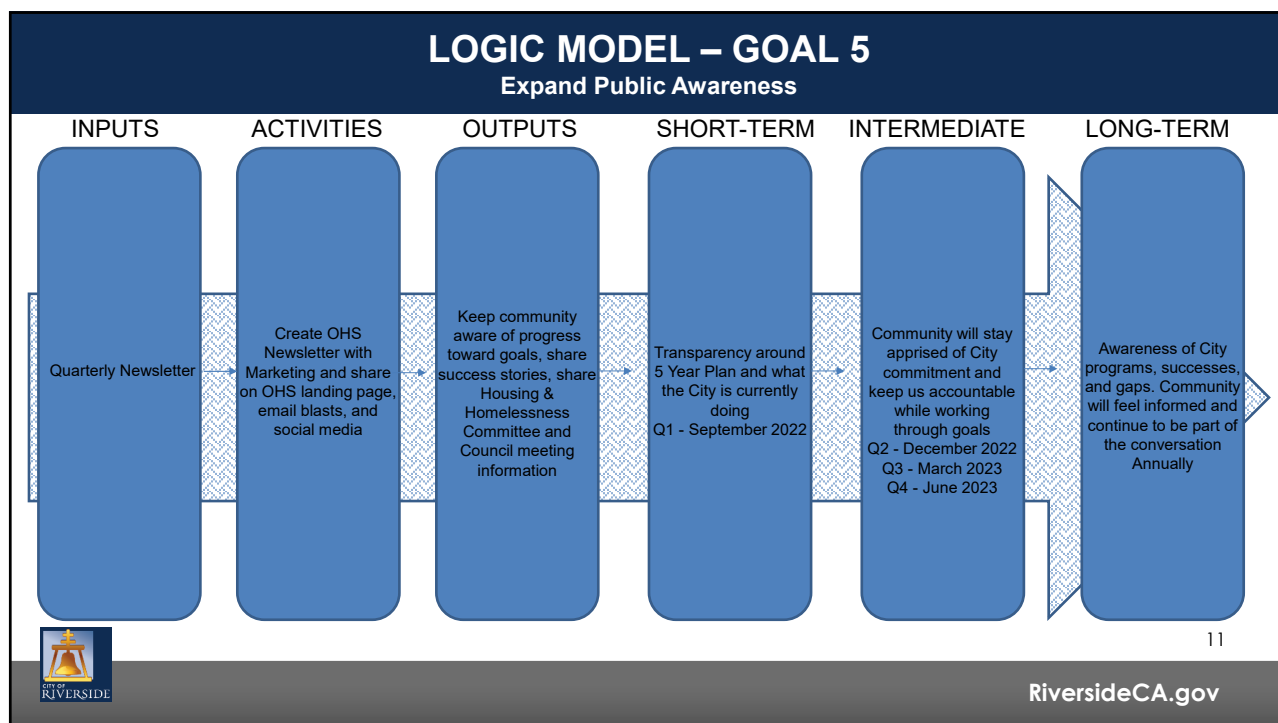 LOGIC MODEL – GOAL 5
Expand Public Awareness
INPUTS
ACTIVITIES
OUTPUTS
SHORT-TERM
INTERMEDIATE
LONG-TERM
Quarterly Newsletter
Create OHS
Newsletter with
Marketing and share
on OHS landing page,
email blasts, and
social media
Keep community
aware of progress
toward goals, share
success stories, share
Housing &
Homelessness
Committee and
Council meeting
information
Transparency around
5 Year Plan and what
the City is currently
doing
Q1 - September 2022
Community will stay
apprised of City
commitment and
keep us accountable
while working
through goals
Q2 - December 2022
Q3 - March 2023
Q4 - June 2023
Awareness of City
programs, successes,
and gaps. Community
will feel informed and
continue to be part of
the conversation
Annually
11
CITY OF
RIVERSIDE
RiversideCA.gov